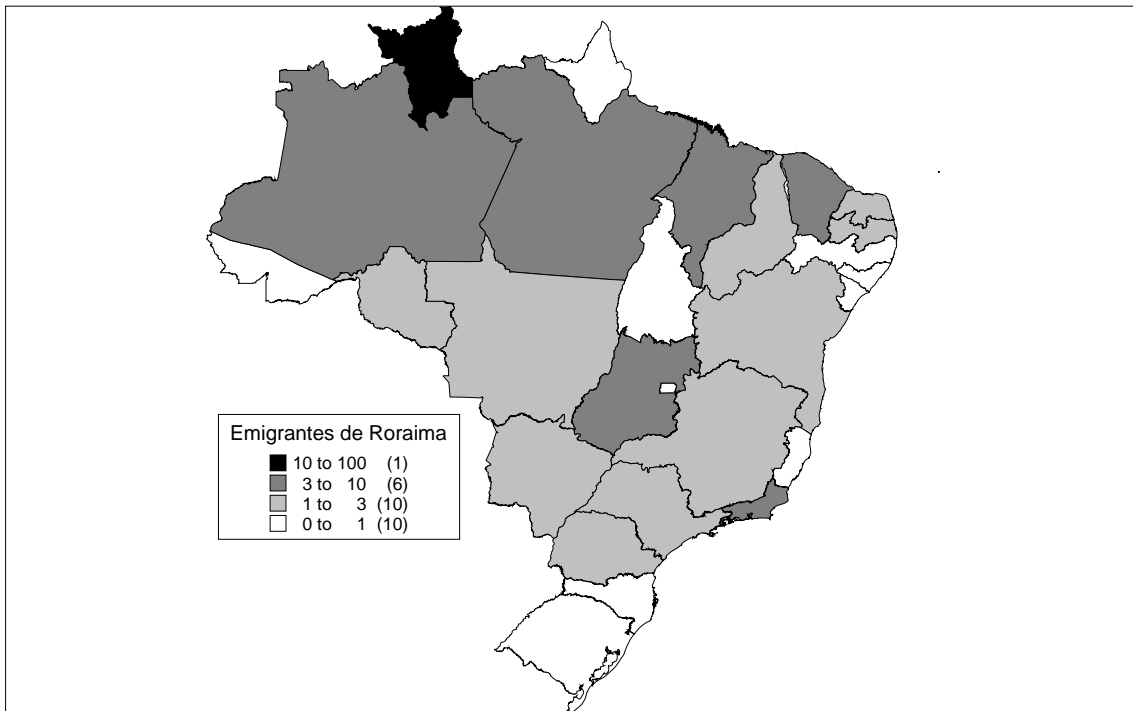 Emigrantes de Roraima
10 to 100 (1)
3 to 10 (6)
1 to 3 (10)
0 to 1 (10)